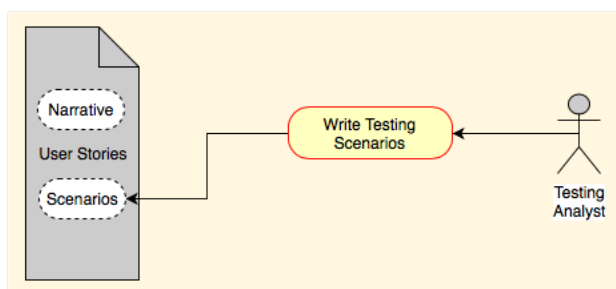 Narrative
User Stories
Scenarios
Write Testing
Scenarios
Testing
Analyst